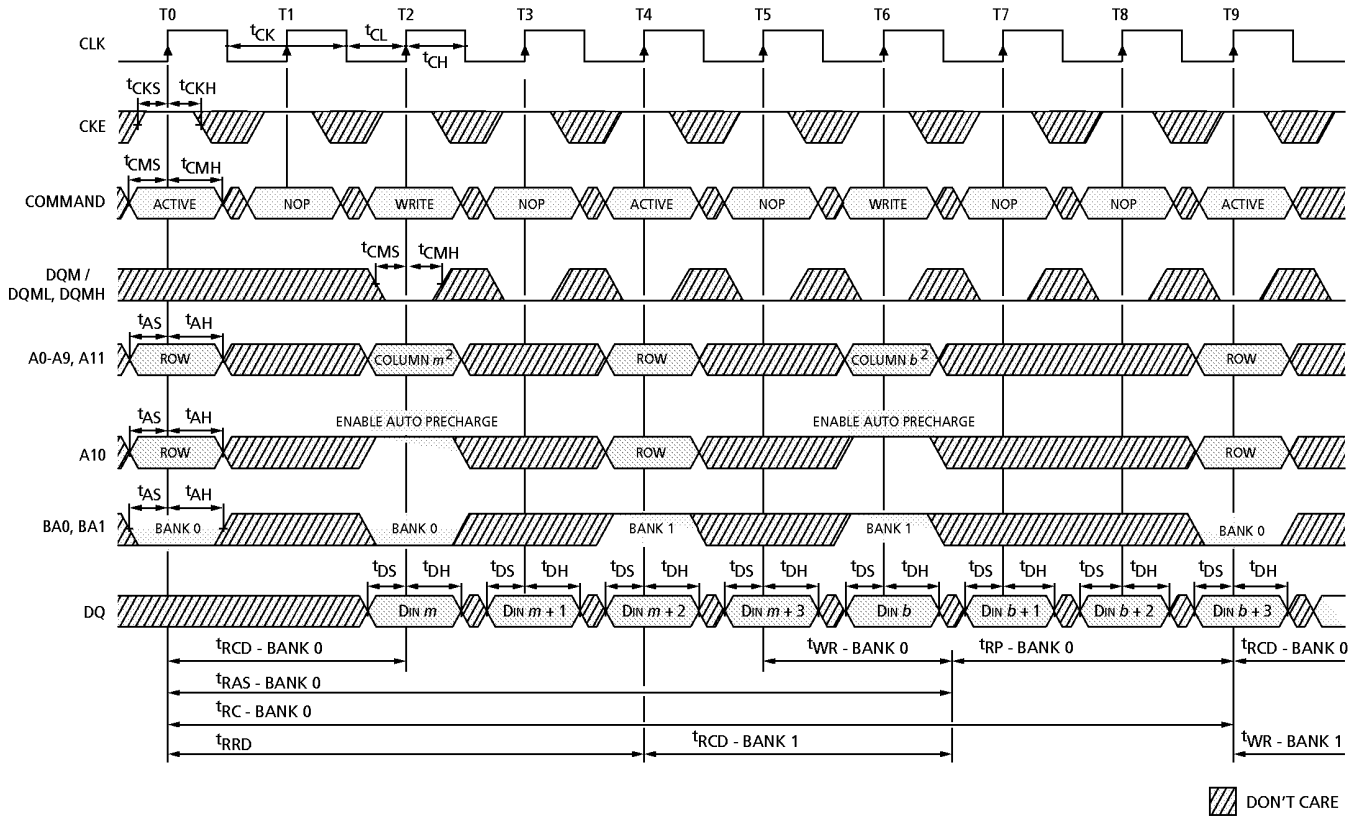 T0 T1 T2 T3 T4 T5 T6 T7 T8 T9
CLK
tCK tCL
tCH
tCKS tCKH
CKE
tCMS tCMH
COMMAND ACTIVE NOP WRITE NOP ACTIVE NOP WRITE NOP NOP ACTIVE
tCMS tCMH
DQM /
DQML, DQMH
tAS tAH
A0-A9, A11 ROW COLUMN m2 ROW COLUMN b2 ROW
ENABLE AUTO PRECHARGE ENABLE AUTO PRECHARGE
tAS tAH
A10 ROW ROW ROW
tAS tAH
BA0, BA1 BANK 0 BANK 0 BANK 1 BANK 1 BANK 0
tDS tDH tDS tDH tDS tDH tDS tDH tDS tDH tDS tDH tDS tDH tDS tDH
DQ DIN m DIN m + 1 DIN m + 2 DIN m + 3 DIN b DIN b + 1 DIN b + 2 DIN b + 3
tRCD - BANK 0 tWR - BANK 0 tRP - BANK 0 tRCD - BANK 0
tRAS - BANK 0
tRC - BANK 0
tRRD tRCD - BANK 1 tWR - BANK 1
DON'T CARE